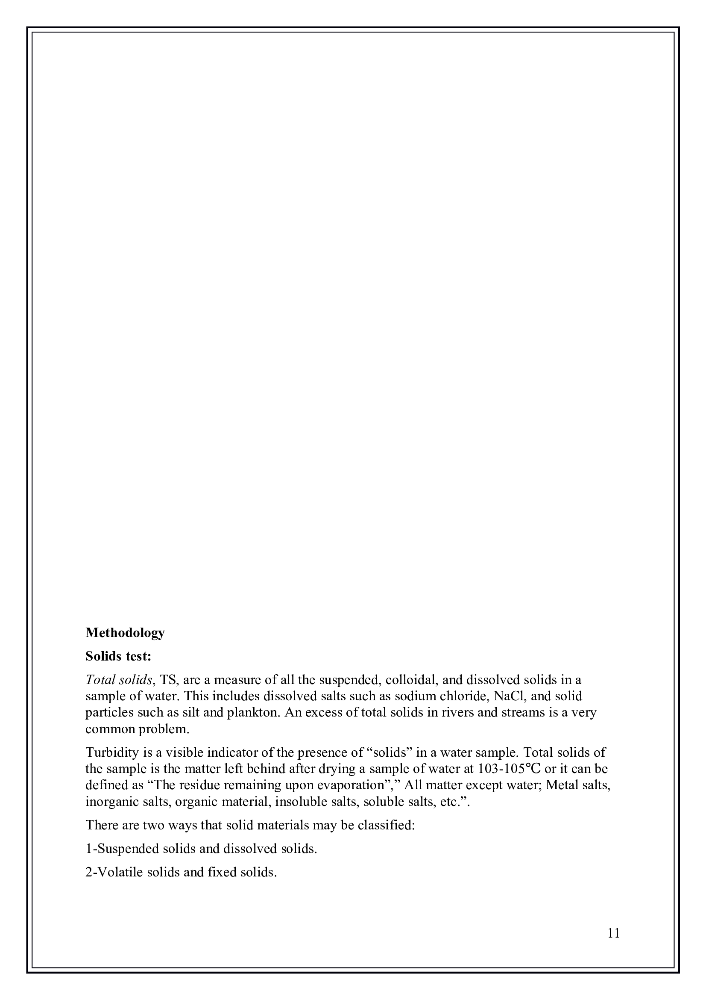 Methodology
Solids test:
Total solids, TS, are a measure of all the suspended, colloidal, and dissolved solids in a
sample of water. This includes dissolved salts such as sodium chloride, NaCl, and solid
particles such as silt and plankton. An excess of total solids in rivers and streams is a very
common problem.
Turbidity is a visible indicator of the presence of “solids” in a water sample. Total solids of
the sample is the matter left behind after drying a sample of water at 103-105℃ or it can be
defined as “The residue remaining upon evaporation”,” All matter except water; Metal salts,
inorganic salts, organic material, insoluble salts, soluble salts, etc.”.
There are two ways that solid materials may be classified:
1-Suspended solids and dissolved solids.
2-Volatile solids and fixed solids.
11